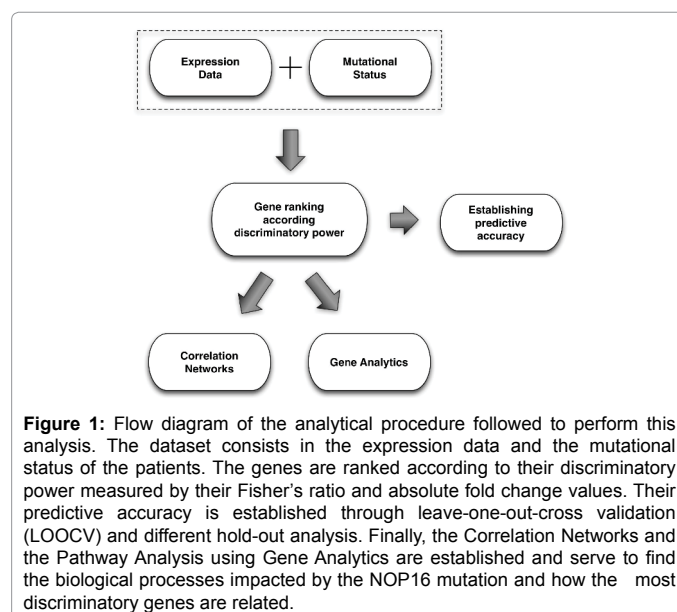 Expression
Data
+
Mutational
Status
Gene ranking
according
discriminatory
power
Establishing
predictive
accuracy
Correlation
Networks
Gene Analytics
Figure 1: Flow diagram of the analytical procedure followed to perform this
analysis. The dataset consists in the expression data and the mutational
status of the patients. The genes are ranked according to their discriminatory
power measured by their Fisher's ratio and absolute fold change values. Their
predictive accuracy is established through leave-one-out-cross validation
(LOOCV) and different hold-out analysis. Finally, the Correlation Networks and
the Pathway Analysis using Gene Analytics are established and serve to find
the biological processes impacted by the NOP16 mutation and how the most
discriminatory genes are related.